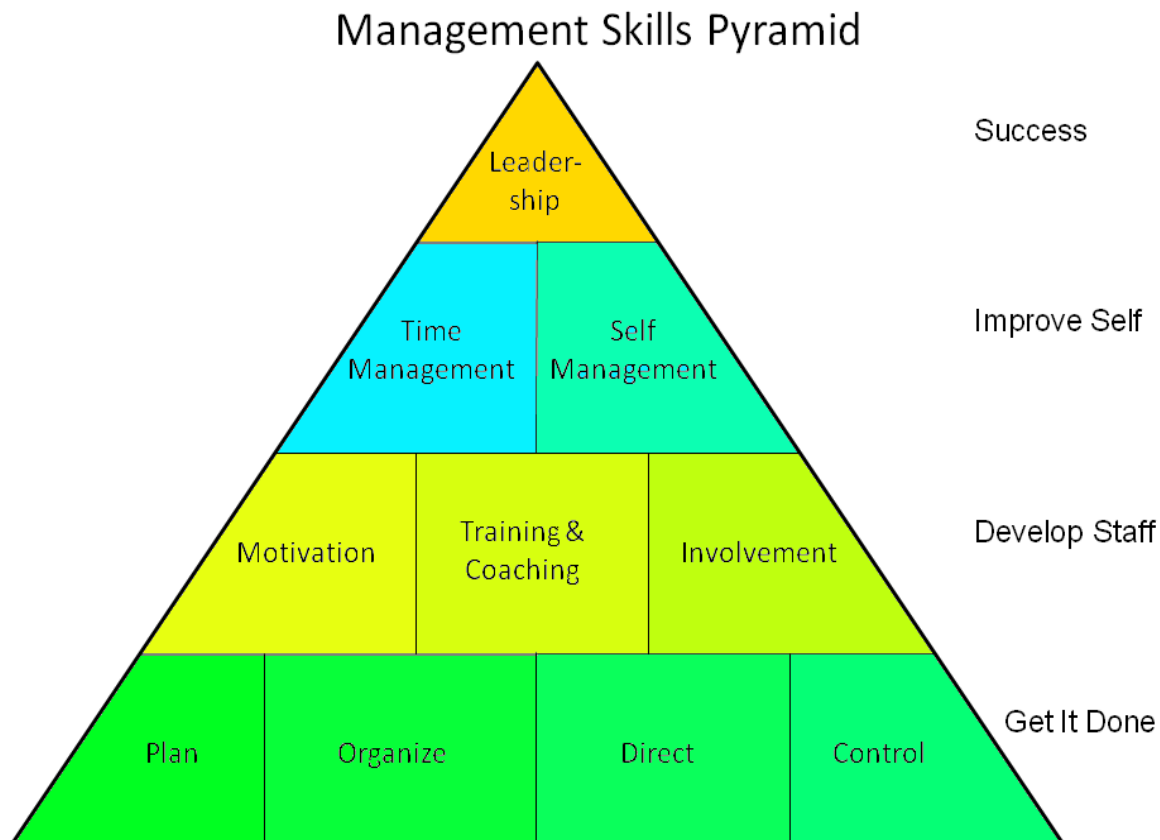 Management Skills Pyramid
Success
Leader-
ship
Improve Self
Time
Management
Self
Management
Develop Staff
Motivation
Training &
Coaching
Involvement
Get It Done
Plan
Organize
Direct
Control